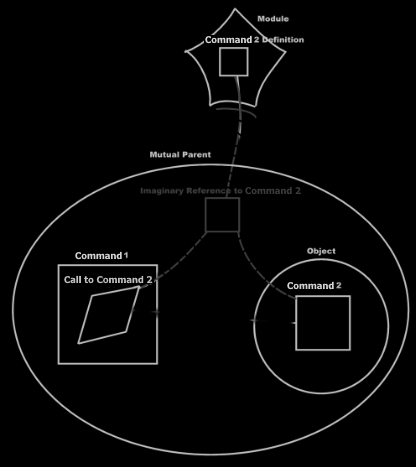 Module
Command 2 Definition
Mutual Parent
Imaginary Reference to Command 2
Object
Command 1
Call to Command 2
Command 2